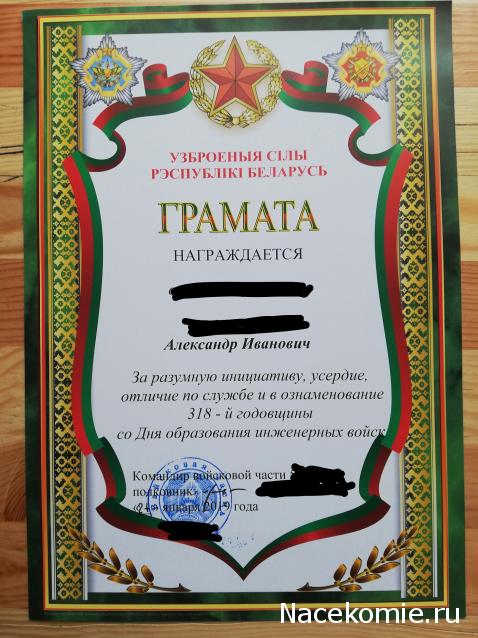 УЗБРОЕНЫЯ СІЛЫ
РЭСПУБЛІКІ БЕЛАРУСЬ
ГРАМАТА
НАГРАЖДАЕТСЯ
Александр Иванович
За разумную инициативу, усердие,
отличие по службе и в ознаменование
318 - й годовщины
со Дня образования инженерных войск
Командир войсковой части
полковник
января 2019 года
Nacekomie.ru